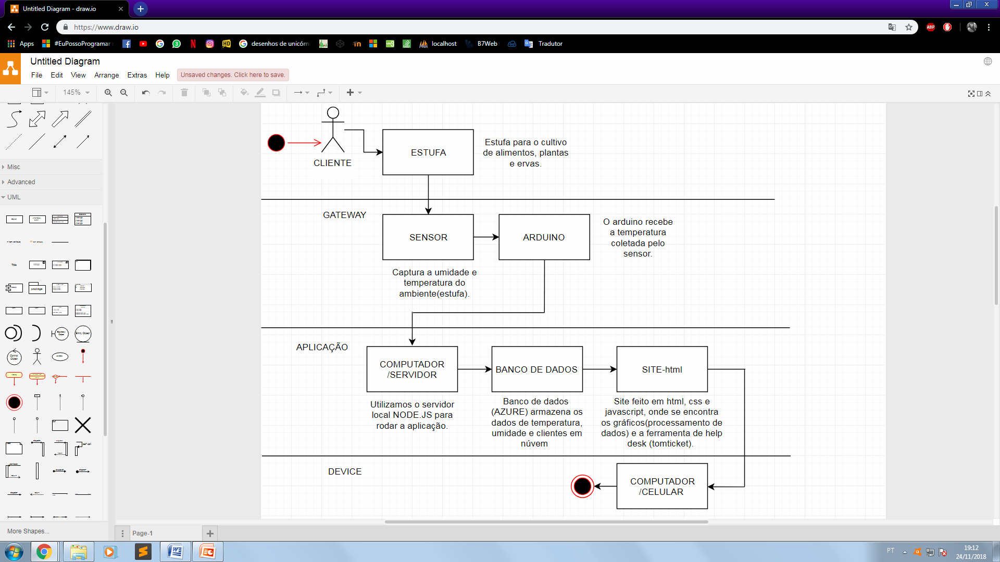 Untitled Diagram - draw.io
https://www.draw.io
Apps
#EuPossoProgramar
desenhos de unicórni
localhost
B7Web
Tradutor
Untitled Diagram
File Edit View Arrange Extras Help
Unsaved changes. Click here to save.
145%
Misc
Advanced
UML
Title
package
More Shapes...
CLIENTE
ESTUFA
Estufa para o cultivo
de alimentos, plantas
e ervas.
GATEWAY
SENSOR
ARDUINO
O arduino recebe
a temperatura
coletada pelo
sensor.
Captura a umidade e
temperatura do
ambiente(estufa).
APLICAÇÃO
COMPUTADOR
/SERVIDOR
BANCO DE DADOS
SITE-html
Utilizamos o servidor
local NODE.JS para
rodar a aplicação.
Banco de dados
(AZURE) armazena os
dados de temperatura,
umidade e clientes em
núvem
Site feito em html, css e
javascript, onde se encontra
os gráficos(processamento de
dados) e a ferramenta de help
desk (tomticket).
DEVICE
COMPUTADOR
/CELULAR
Page-1
PT
19:12
24/11/2018